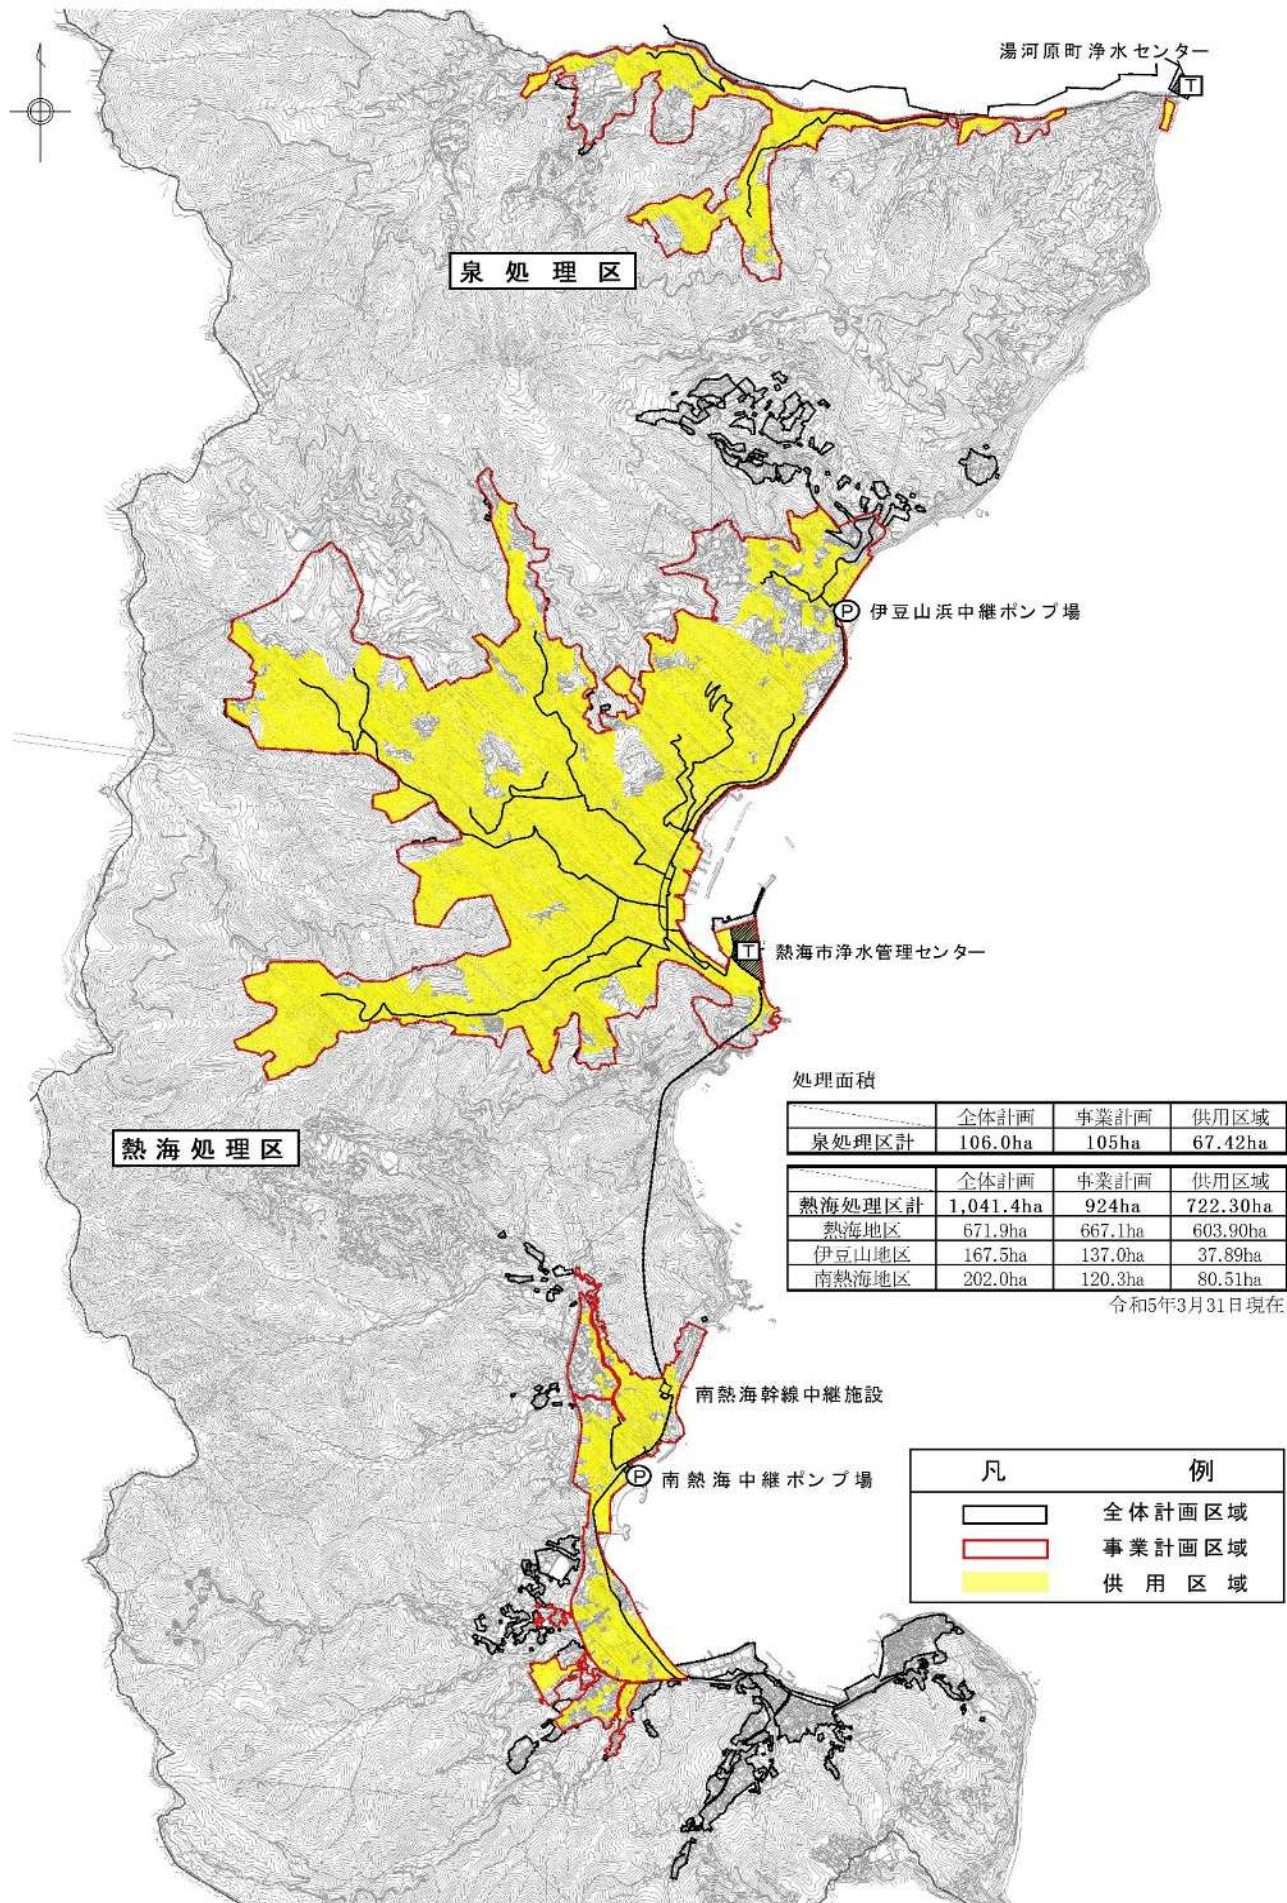 湯河原町浄水センター
T
泉処理区
P 伊豆山浜中継ポンプ場
T 熱海市浄水管理センター
処理面積
全体計画 事業計画 供用区域
泉処理区計 106.0ha 105ha 67.42ha
熱海処理区
全体計画 事業計画 供用区域
熱海処理区計 1,041.4ha 924ha 722.30ha
熱海地区 671.9ha 667.1ha 603.90ha
伊豆山地区 167.5ha 137.0ha 37.89ha
南熱海地区 202.0ha 120.3ha 80.51ha
令和5年3月31日現在
南熱海幹線中継施設
P 南熱海中継ポンプ場
凡例
全体計画区域
事業計画区域
供用区域